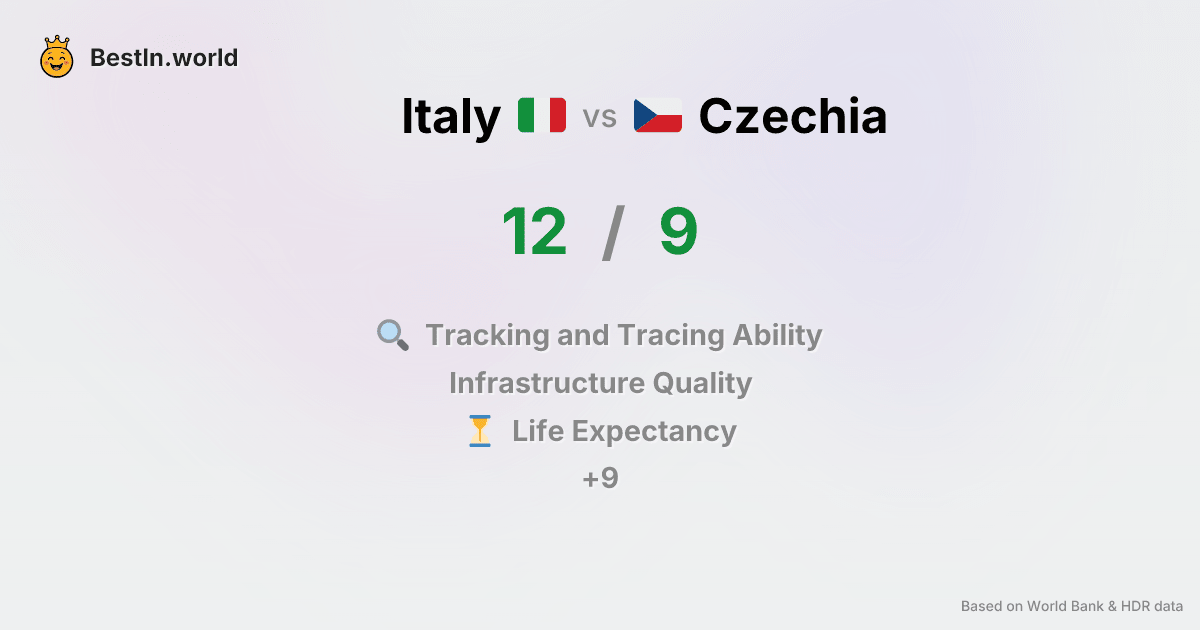 BestIn.world
Italy vs Czechia
12 / 9
Tracking and Tracing Ability
Infrastructure Quality
Life Expectancy
+9
Based on World Bank & HDR data